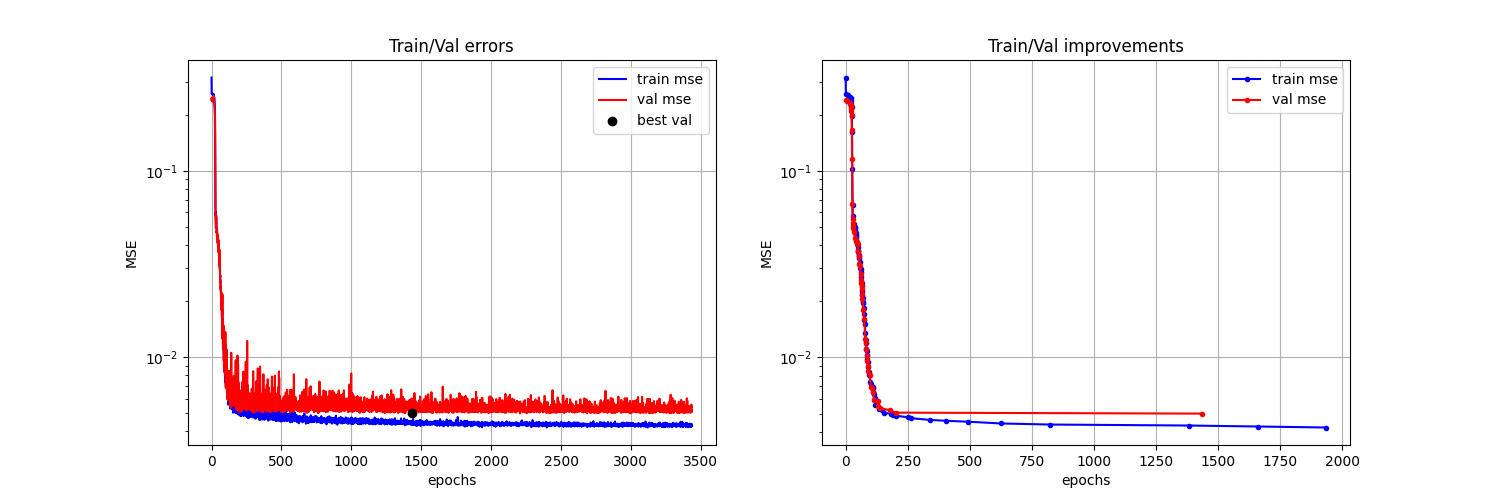 Train/Val errors
train mse
val mse
best val
MSE
10⁻¹
10⁻²
0 500 1000 1500 2000 2500 3000 3500
epochs
Train/Val improvements
train mse
val mse
MSE
10⁻¹
10⁻²
0 250 500 750 1000 1250 1500 1750 2000
epochs